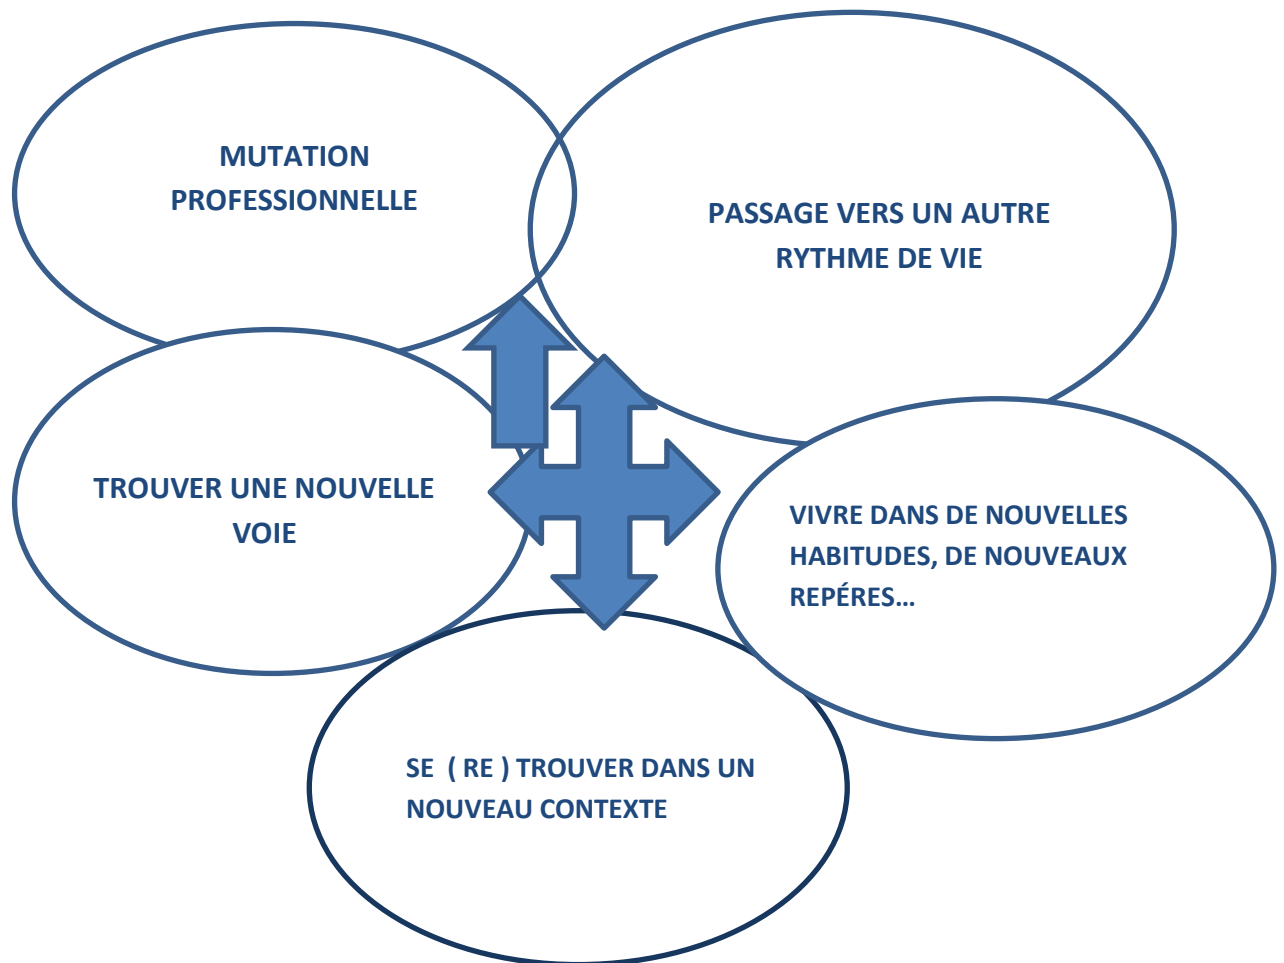 MUTATION
PROFESSIONNELLE
PASSAGE VERS UN AUTRE
RYTHME DE VIE
TROUVER UNE NOUVELLE
VOIE
VIVRE DANS DE NOUVELLES
HABITUDES, DE NOUVEAUX
REPÉRES…
SE ( RE ) TROUVER DANS UN
NOUVEAU CONTEXTE